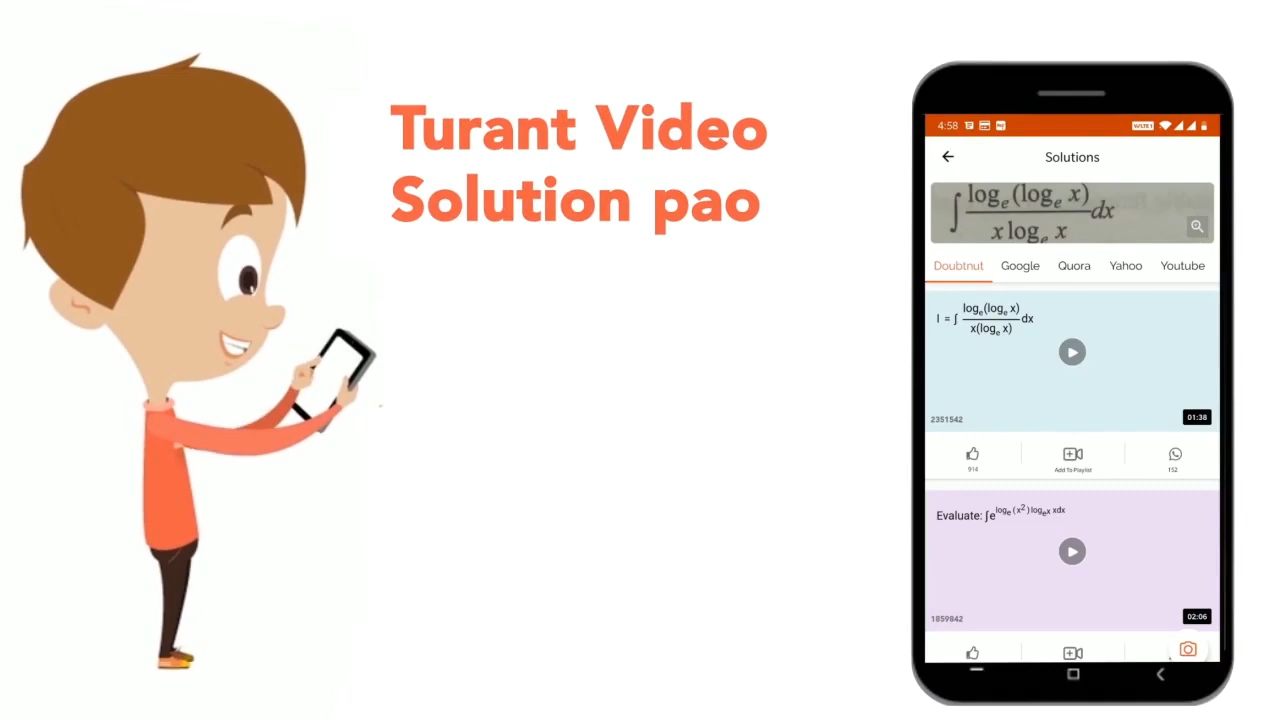 Turant Video
Solution pao
4:58
VoLTE
Solutions
∫ logₑ(logₑ x) / x logₑ x dx
Doubtnut Google Quora Yahoo Youtube
I = ∫ logₑ(logₑ x) / x(logₑ x) dx
2351542 01:38
914 Add To Playlist 152
Evaluate: ∫e^logₑ(x²)logₑx xdx
1859842 02:06